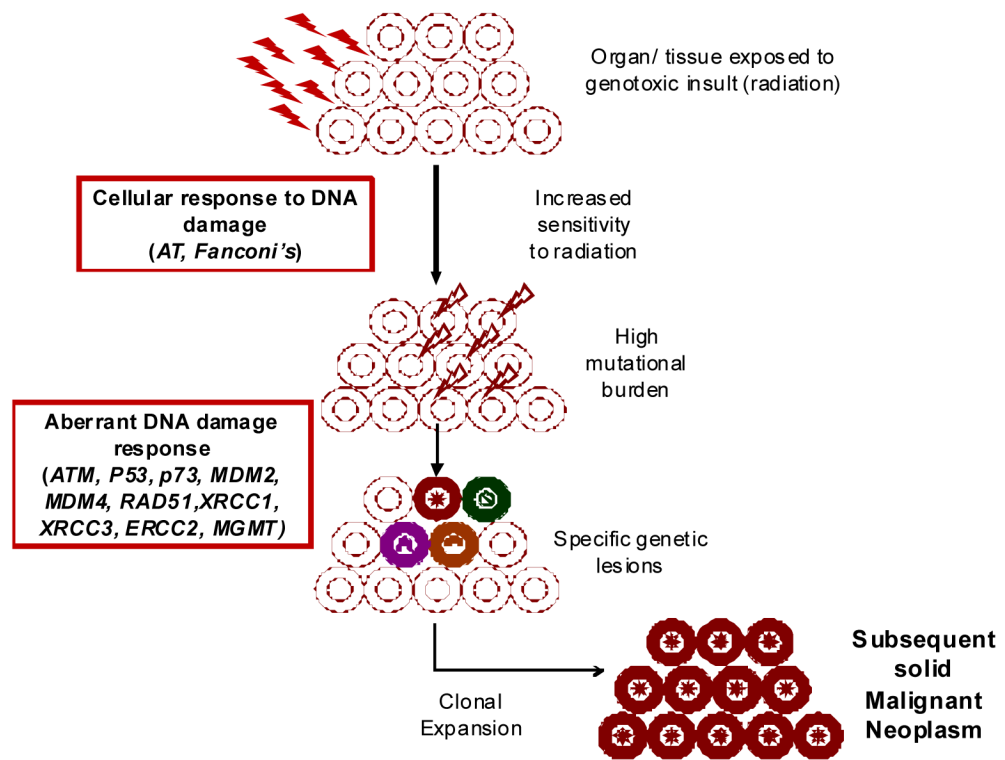 Organ/ tissue exposed to
genotoxic insult (radiation)
Cellular response to DNA
damage
(AT, Fanconi’s)
Increased
sensitivity
to radiation
High
mutational
burden
Aberrant DNA damage
response
(ATM, P53, p73, MDM2,
MDM4, RAD51,XRCC1,
XRCC3, ERCC2, MGMT)
Specific genetic
lesions
Clonal
Expansion
Subsequent
solid
Malignant
Neoplasm